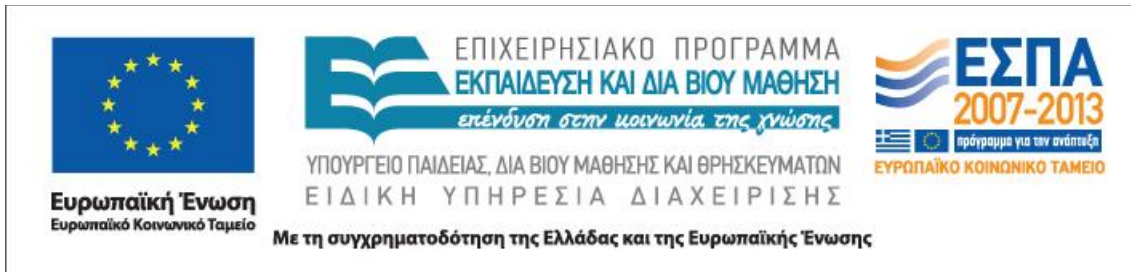 Ευρωπαϊκή Ένωση
Ευρωπαϊκό Κοινωνικό Ταμείο
ΕΠΙΧΕΙΡΗΣΙΑΚΟ ΠΡΟΓΡΑΜΜΑ
ΕΚΠΑΙΔΕΥΣΗ ΚΑΙ ΔΙΑ ΒΙΟΥ ΜΑΘΗΣΗ
επένδυση στην κοινωνία της γνώσης
ΥΠΟΥΡΓΕΙΟ ΠΑΙΔΕΙΑΣ, ΔΙΑ ΒΙΟΥ ΜΑΘΗΣΗΣ ΚΑΙ ΘΡΗΣΚΕΥΜΑΤΩΝ
ΕΙΔΙΚΗ ΥΠΗΡΕΣΙΑ ΔΙΑΧΕΙΡΙΣΗΣ
ΕΣΠΑ
2007-2013
πρόγραμμα για την ανάπτυξη
ΕΥΡΩΠΑΪΚΟ ΚΟΙΝΩΝΙΚΟ ΤΑΜΕΙΟ
Με τη συγχρηματοδότηση της Ελλάδας και της Ευρωπαϊκής Ένωσης